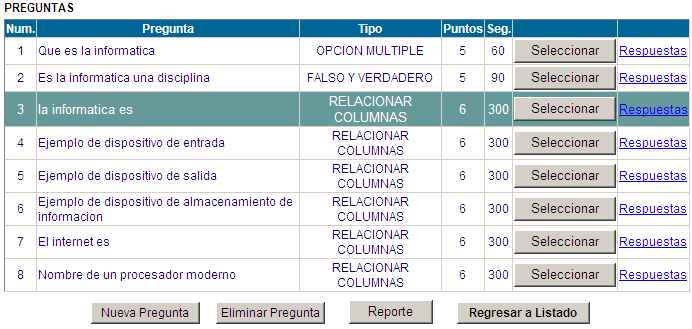 PREGUNTAS
Num. Pregunta Tipo Puntos Seg.
1 Que es la informatica OPCION MULTIPLE 5 60 Seleccionar Respuestas
2 Es la informatica una disciplina FALSO Y VERDADERO 5 90 Seleccionar Respuestas
3 la informatica es RELACIONAR COLUMNAS 6 300 Seleccionar Respuestas
4 Ejemplo de dispositivo de entrada RELACIONAR COLUMNAS 6 300 Seleccionar Respuestas
5 Ejemplo de dispositivo de salida RELACIONAR COLUMNAS 6 300 Seleccionar Respuestas
6 Ejemplo de dispositivo de almacenamiento de informacion RELACIONAR COLUMNAS 6 300 Seleccionar Respuestas
7 El internet es RELACIONAR COLUMNAS 6 300 Seleccionar Respuestas
8 Nombre de un procesador moderno RELACIONAR COLUMNAS 6 300 Seleccionar Respuestas
Nueva Pregunta Eliminar Pregunta Reporte Regresar a Listado